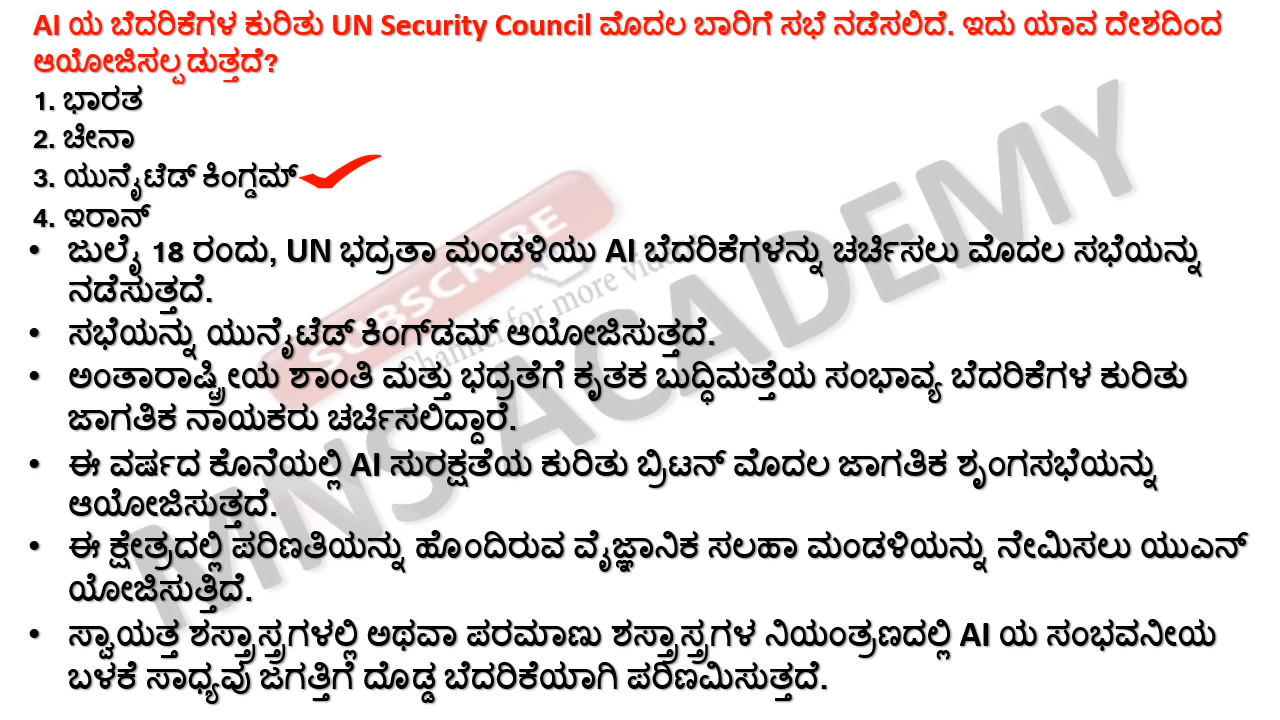 AI ಯ ಬೆದರಿಕೆಗಳ ಕುರಿತು UN Security Council ಮೊದಲ ಬಾರಿಗೆ ಸಭೆ ನಡೆಸಲಿದೆ. ಇದು ಯಾವ ದೇಶದಿಂದ
ಆಯೋಜಿಸಲ್ಪಡುತ್ತದೆ?
1. ಭಾರತ
2. ಚೀನಾ
3. ಯುನೈಟೆಡ್ ಕಿಂಗ್ಡಮ್
4. ಇರಾನ್
• ಜುಲೈ 18 ರಂದು, UN ಭದ್ರತಾ ಮಂಡಳಿಯು AI ಬೆದರಿಕೆಗಳನ್ನು ಚರ್ಚಿಸಲು ಮೊದಲ ಸಭೆಯನ್ನು
ನಡೆಸುತ್ತದೆ.
• ಸಭೆಯನ್ನು ಯುನೈಟೆಡ್ ಕಿಂಗ್‌ಡಮ್ ಆಯೋಜಿಸುತ್ತದೆ.
• ಅಂತಾರಾಷ್ಟ್ರೀಯ ಶಾಂತಿ ಮತ್ತು ಭದ್ರತೆಗೆ ಕೃತಕ ಬುದ್ಧಿಮತ್ತೆಯ ಸಂಭಾವ್ಯ ಬೆದರಿಕೆಗಳ ಕುರಿತು
ಜಾಗತಿಕ ನಾಯಕರು ಚರ್ಚಿಸಲಿದ್ದಾರೆ.
• ಈ ವರ್ಷದ ಕೊನೆಯಲ್ಲಿ AI ಸುರಕ್ಷತೆಯ ಕುರಿತು ಬ್ರಿಟನ್ ಮೊದಲ ಜಾಗತಿಕ ಶೃಂಗಸಭೆಯನ್ನು
ಆಯೋಜಿಸುತ್ತದೆ.
• ಈ ಕ್ಷೇತ್ರದಲ್ಲಿ ಪರಿಣತಿಯನ್ನು ಹೊಂದಿರುವ ವೈಜ್ಞಾನಿಕ ಸಲಹಾ ಮಂಡಳಿಯನ್ನು ನೇಮಿಸಲು ಯುಎನ್
ಯೋಜಿಸುತ್ತಿದೆ.
• ಸ್ವಾಯತ್ತ ಶಸ್ತ್ರಾಸ್ತ್ರಗಳಲ್ಲಿ ಅಥವಾ ಪರಮಾಣು ಶಸ್ತ್ರಾಸ್ತ್ರಗಳ ನಿಯಂತ್ರಣದಲ್ಲಿ AI ಯ ಸಂಭವನೀಯ
ಬಳಕೆ ಸಾಧ್ಯವು ಜಗತ್ತಿಗೆ ದೊಡ್ಡ ಬೆದರಿಕೆಯಾಗಿ ಪರಿಣಮಿಸುತ್ತದೆ.
SUBSCRIBE
Channel for more
MNS ACADEMY